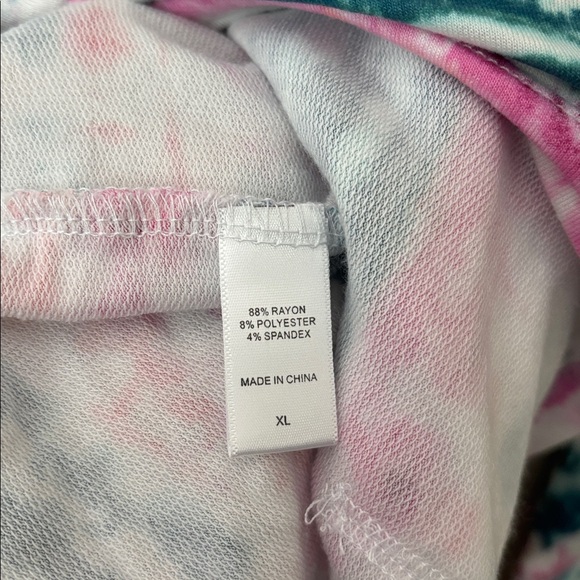 88% RAYON
8% POLYESTER
4% SPANDEX
MADE IN CHINA
XL